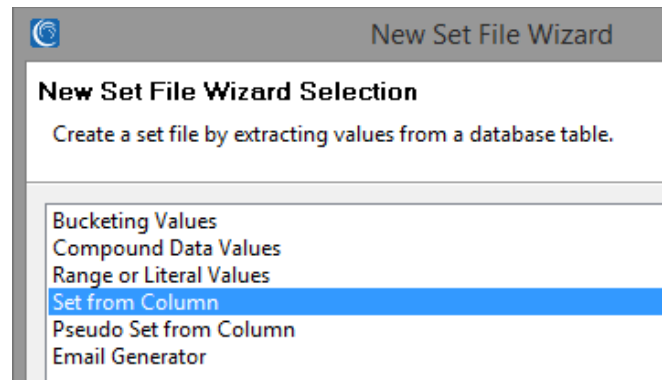 New Set File Wizard
New Set File Wizard Selection
Create a set file by extracting values from a database table.
Bucketing Values
Compound Data Values
Range or Literal Values
Set from Column
Pseudo Set from Column
Email Generator